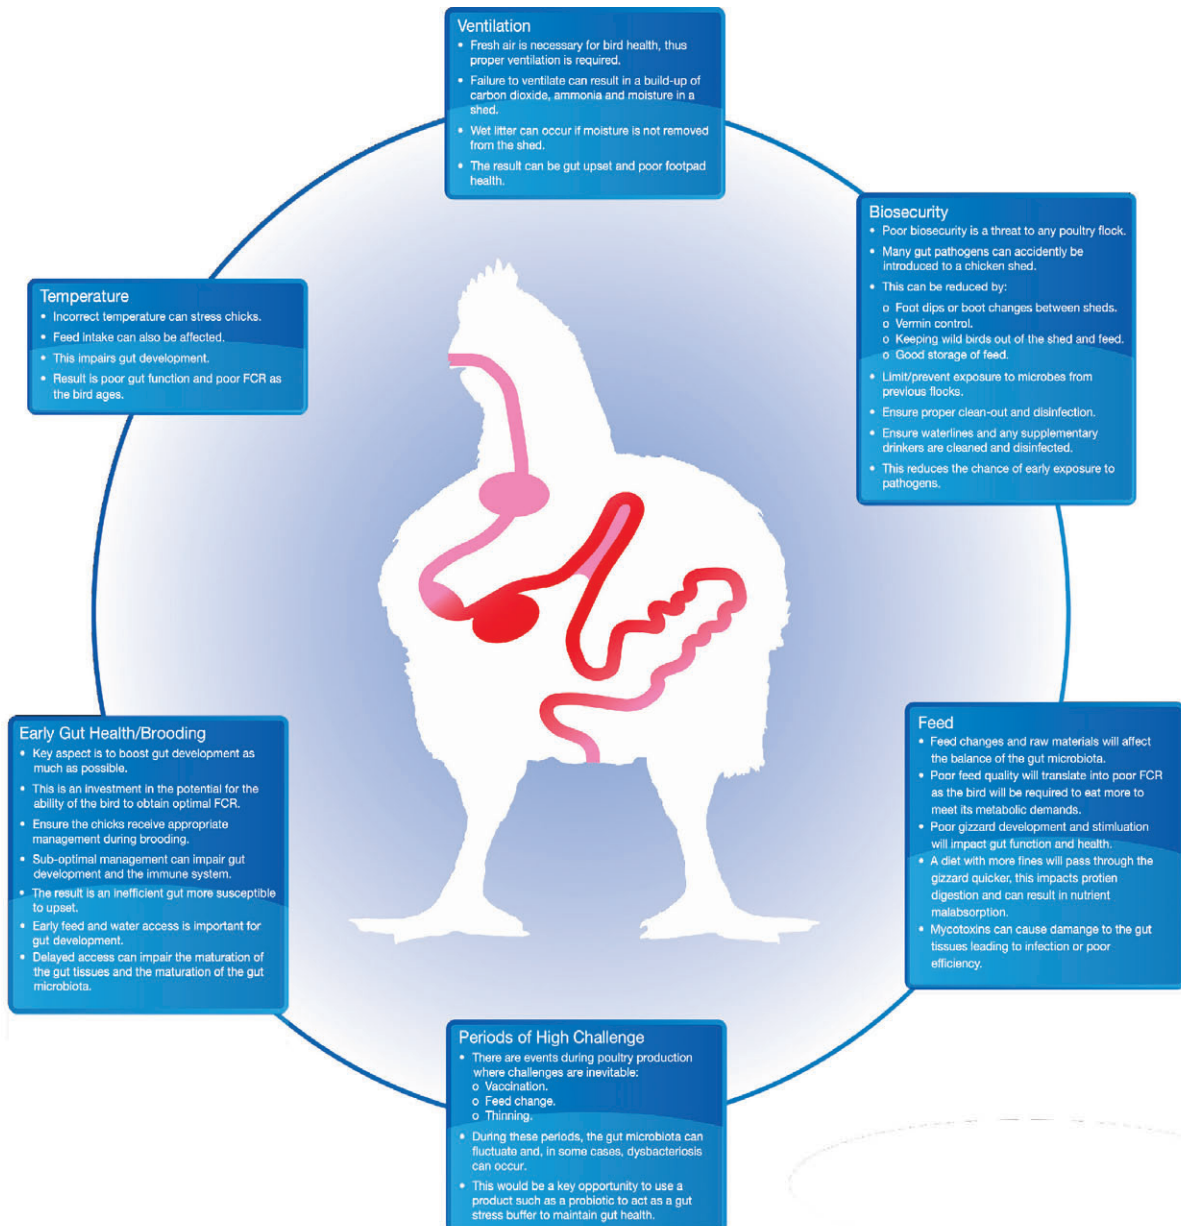 Ventilation
• Fresh air is necessary for bird health, thus
proper ventilation is required.
• Failure to ventilate can result in a build-up of
carbon dioxide, ammonia and moisture in a
shed.
• Wet litter can occur if moisture is not removed
from the shed.
• The result can be gut upset and poor footpad
health.
Biosecurity
• Poor biosecurity is a threat to any poultry flock.
• Many gut pathogens can accidently be
introduced to a chicken shed.
• This can be reduced by:
o Foot dips or boot changes between sheds.
o Vermin control.
o Keeping wild birds out of the shed and feed.
o Good storage of feed.
• Limit/prevent exposure to microbes from
previous flocks.
• Ensure proper clean-out and disinfection.
• Ensure waterlines and any supplementary
drinkers are cleaned and disinfected.
• This reduces the chance of early exposure to
pathogens.
Temperature
• Incorrect temperature can stress chicks.
• Feed intake can also be affected.
• This impairs gut development.
• Result is poor gut function and poor FCR as
the bird ages.
Early Gut Health/Brooding
• Key aspect is to boost gut development as
much as possible.
• This is an investment in the potential for the
ability of the bird to obtain optimal FCR.
• Ensure the chicks receive appropriate
management during brooding.
• Sub-optimal management can impair gut
development and the immune system.
• The result is an inefficient gut more susceptible
to upset.
• Early feed and water access is important for
gut development.
• Delayed access can impair the maturation of
the gut tissues and the maturation of the gut
microbiota.
Feed
• Feed changes and raw materials will affect
the balance of the gut microbiota.
• Poor feed quality will translate into poor FCR
as the bird will be required to eat more to
meet its metabolic demands.
• Poor gizzard development and stimluation
will impact gut function and health.
• A diet with more fines will pass through the
gizzard quicker, this impacts protien
digestion and can result in nutrient
malabsorption.
• Mycotoxins can cause damage to the gut
tissues leading to infection or poor
efficiency.
Periods of High Challenge
• There are events during poultry production
where challenges are inevitable:
o Vaccination.
o Feed change.
o Thinning.
• During these periods, the gut microbiota can
fluctuate and, in some cases, dysbacteriosis
can occur.
• This would be a key opportunity to use a
product such as a probiotic to act as a gut
stress buffer to maintain gut health.